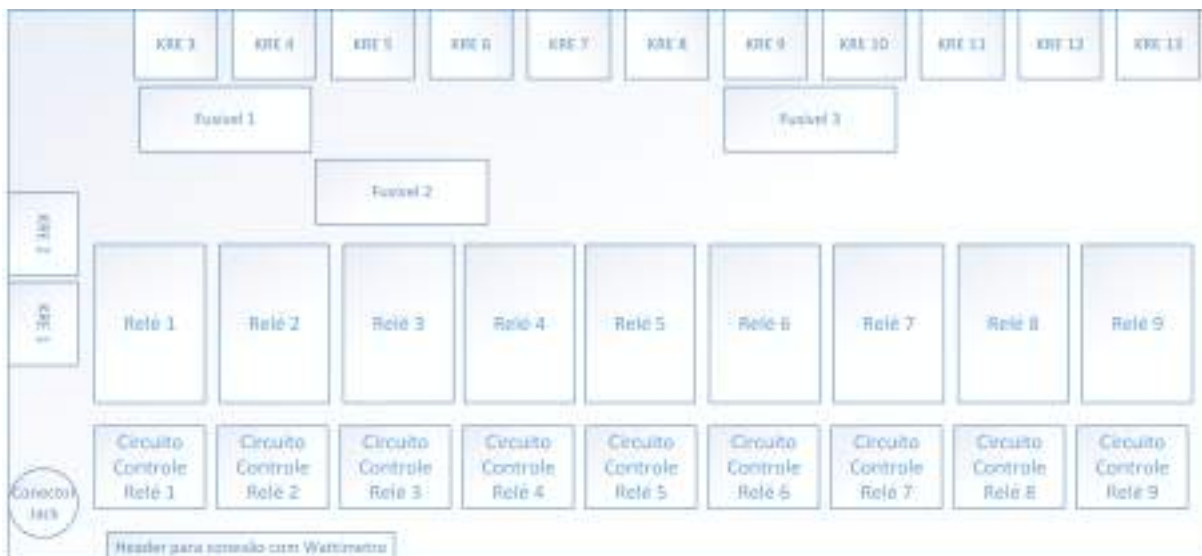 KRE 3 KRE 4 KRE 5 KRE 6 KRE 7 KRE 8 KRE 9 KRE 10 KRE 11 KRE 12 KRE 13
Fusivel 1 Fusivel 3
Fusivel 2
KRE 2
KRE 1
Relé 1 Relé 2 Relé 3 Relé 4 Relé 5 Relé 6 Relé 7 Relé 8 Relé 9
Circuito Circuito Circuito Circuito Circuito Circuito Circuito Circuito Circuito
Controle Controle Controle Controle Controle Controle Controle Controle Controle
Relé 1 Relé 2 Relé 3 Relé 4 Relé 5 Relé 6 Relé 7 Relé 8 Relé 9
Conector
Jack
Header para conexão com Wattimetro